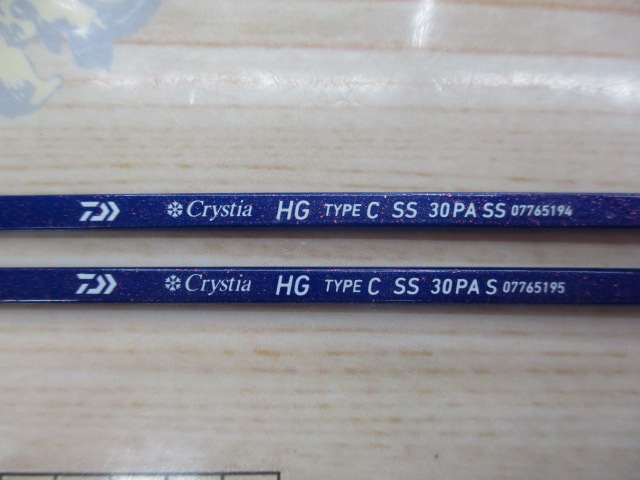 Crystia HG TYPE C SS 30PA SS 07765194
Crystia HG TYPE C SS 30PA S 07765195